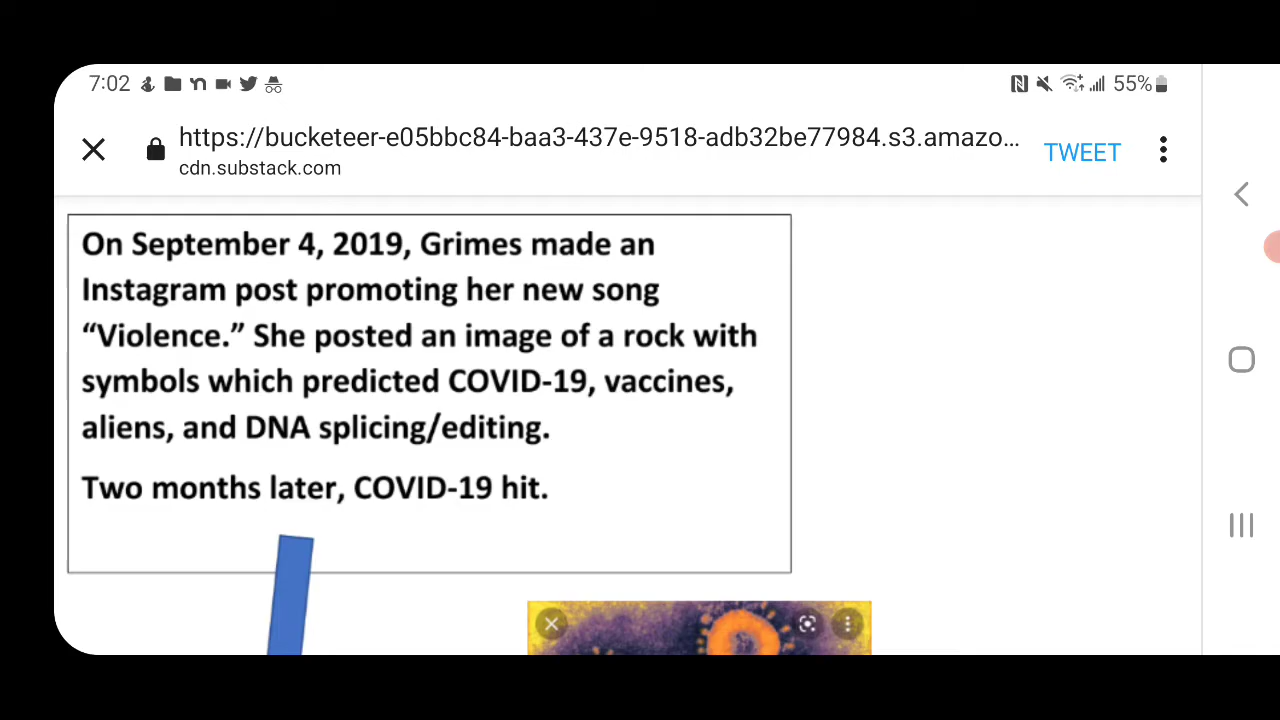 7:02
55%
https://bucketeer-e05bbc84-baa3-437e-9518-adb32be77984.s3.amazo...
TWEET
cdn.substack.com
On September 4, 2019, Grimes made an
Instagram post promoting her new song
“Violence.” She posted an image of a rock with
symbols which predicted COVID-19, vaccines,
aliens, and DNA splicing/editing.
Two months later, COVID-19 hit.